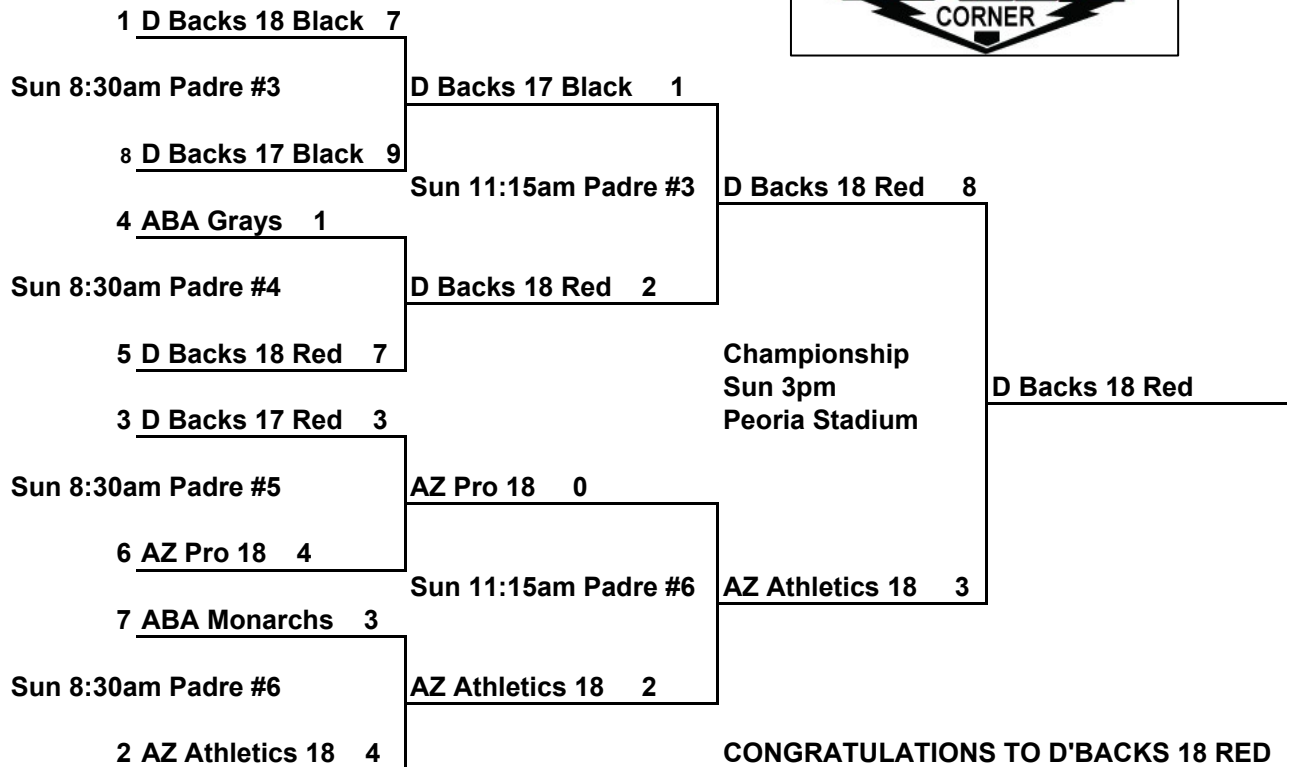 CORNER
1 D Backs 18 Black 7
Sun 8:30am Padre #3
D Backs 17 Black 1
8 D Backs 17 Black 9
Sun 11:15am Padre #3
D Backs 18 Red 8
4 ABA Grays 1
Sun 8:30am Padre #4
D Backs 18 Red 2
5 D Backs 18 Red 7
Championship
Sun 3pm
Peoria Stadium
D Backs 18 Red
3 D Backs 17 Red 3
Sun 8:30am Padre #5
AZ Pro 18 0
6 AZ Pro 18 4
Sun 11:15am Padre #6
AZ Athletics 18 3
7 ABA Monarchs 3
Sun 8:30am Padre #6
AZ Athletics 18 2
2 AZ Athletics 18 4
CONGRATULATIONS TO D'BACKS 18 RED